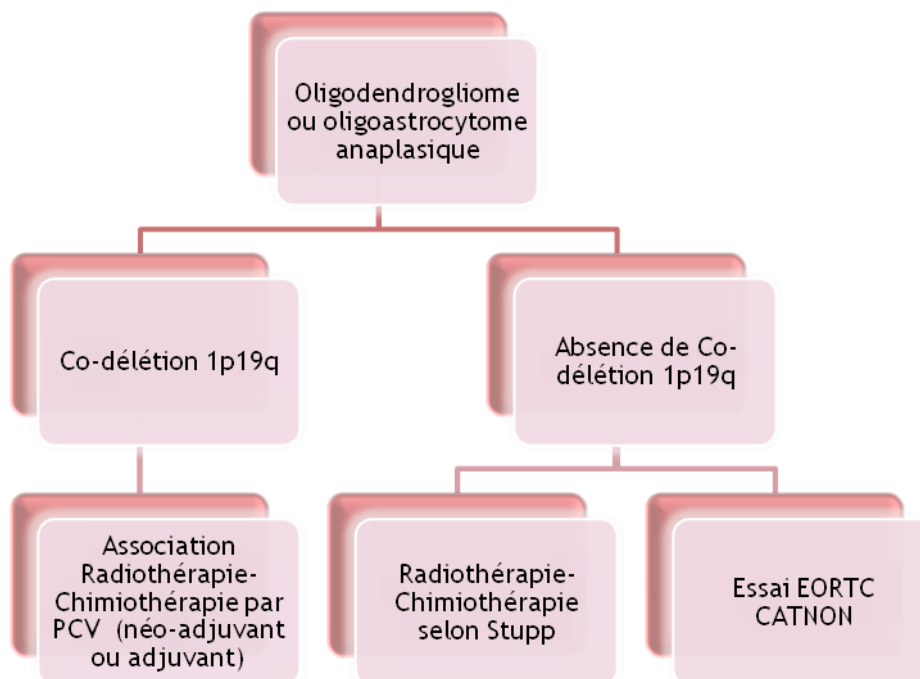 Oligodendrogliome
ou oligoastrocytome
anaplasique
Co-délétion 1p19q
Absence de Co-
délétion 1p19q
Association
Radiothérapie-
Chimiothérapie par
PCV (néo-adjuvant
ou adjuvant)
Radiothérapie-
Chimiothérapie
selon Stupp
Essai EORTC
CATNON